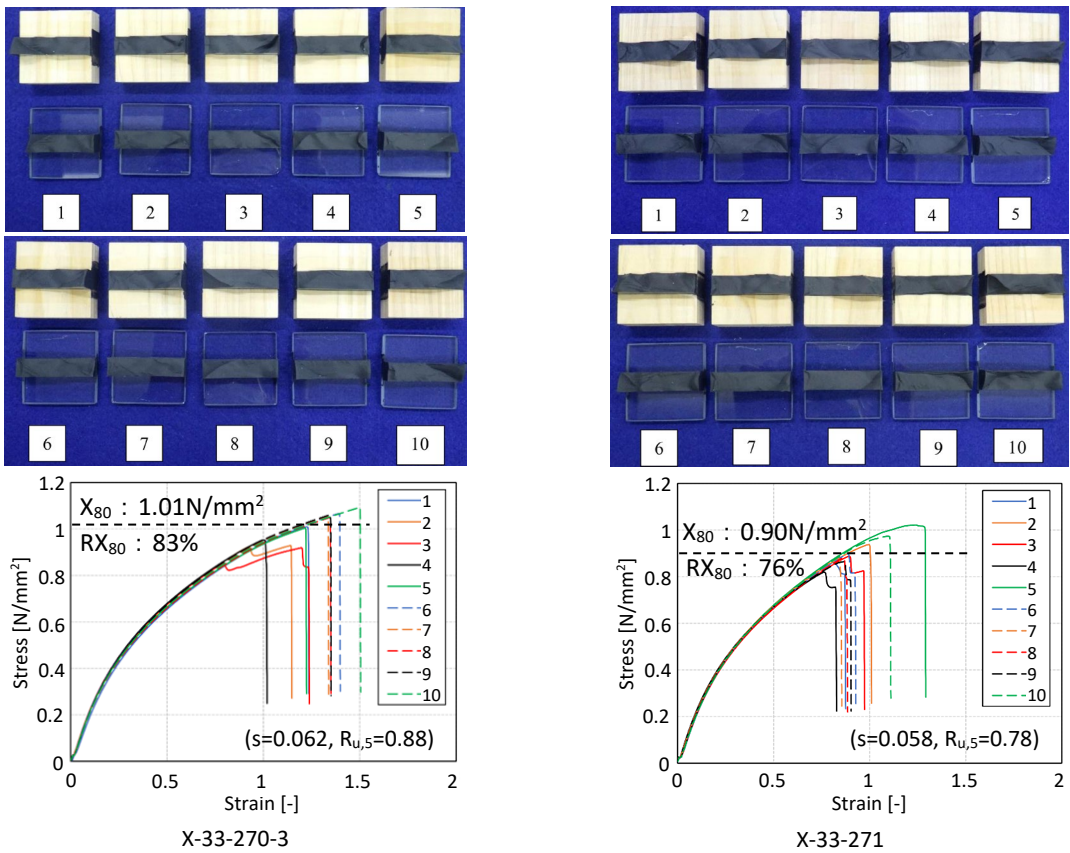 1 2 3 4 5
6 7 8 9 10
1.2
1
0.8
0.6
0.4
0.2
0
Stress [N/mm²]
X₈₀ : 1.01N/mm²
RX₈₀ : 83%
1
2
3
4
5
6
7
8
9
10
(s=0.062, Rᵤ,₅=0.88)
0 0.5 1 1.5 2
Strain [-]
X-33-270-3
1 2 3 4 5
6 7 8 9 10
1.2
1
0.8
0.6
0.4
0.2
0
Stress [N/mm²]
X₈₀ : 0.90N/mm²
RX₈₀ : 76%
1
2
3
4
5
6
7
8
9
10
(s=0.058, Rᵤ,₅=0.78)
0 0.5 1 1.5 2
Strain [-]
X-33-271